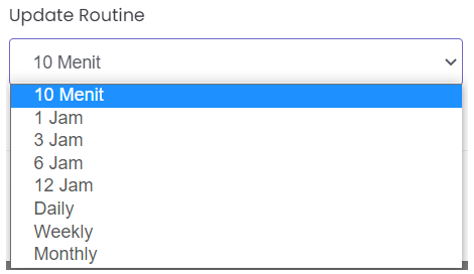 Update Routine
10 Menit
10 Menit
1 Jam
3 Jam
6 Jam
12 Jam
Daily
Weekly
Monthly